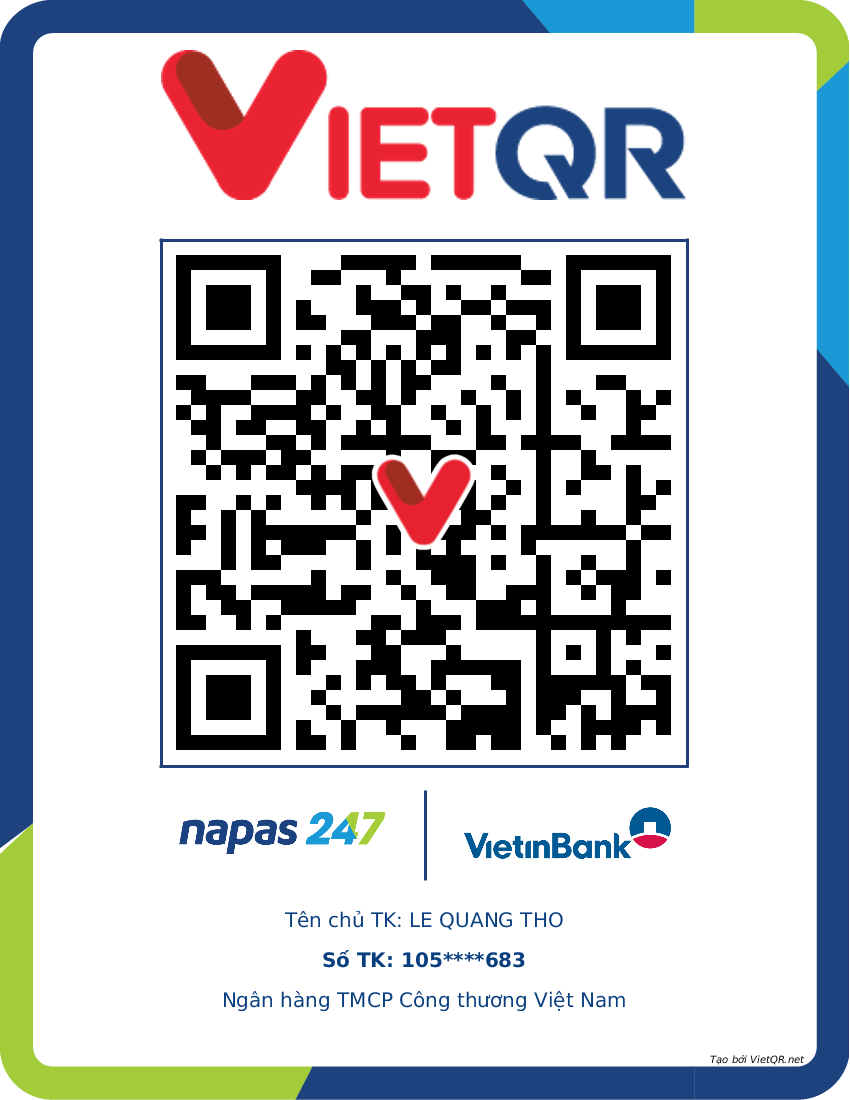 VIETQR
napas 247
VietinBank
Tên chủ TK: LE QUANG THO
Số TK: 105****683
Ngân hàng TMCP Công thương Việt Nam
Tạo bởi VietQR.net